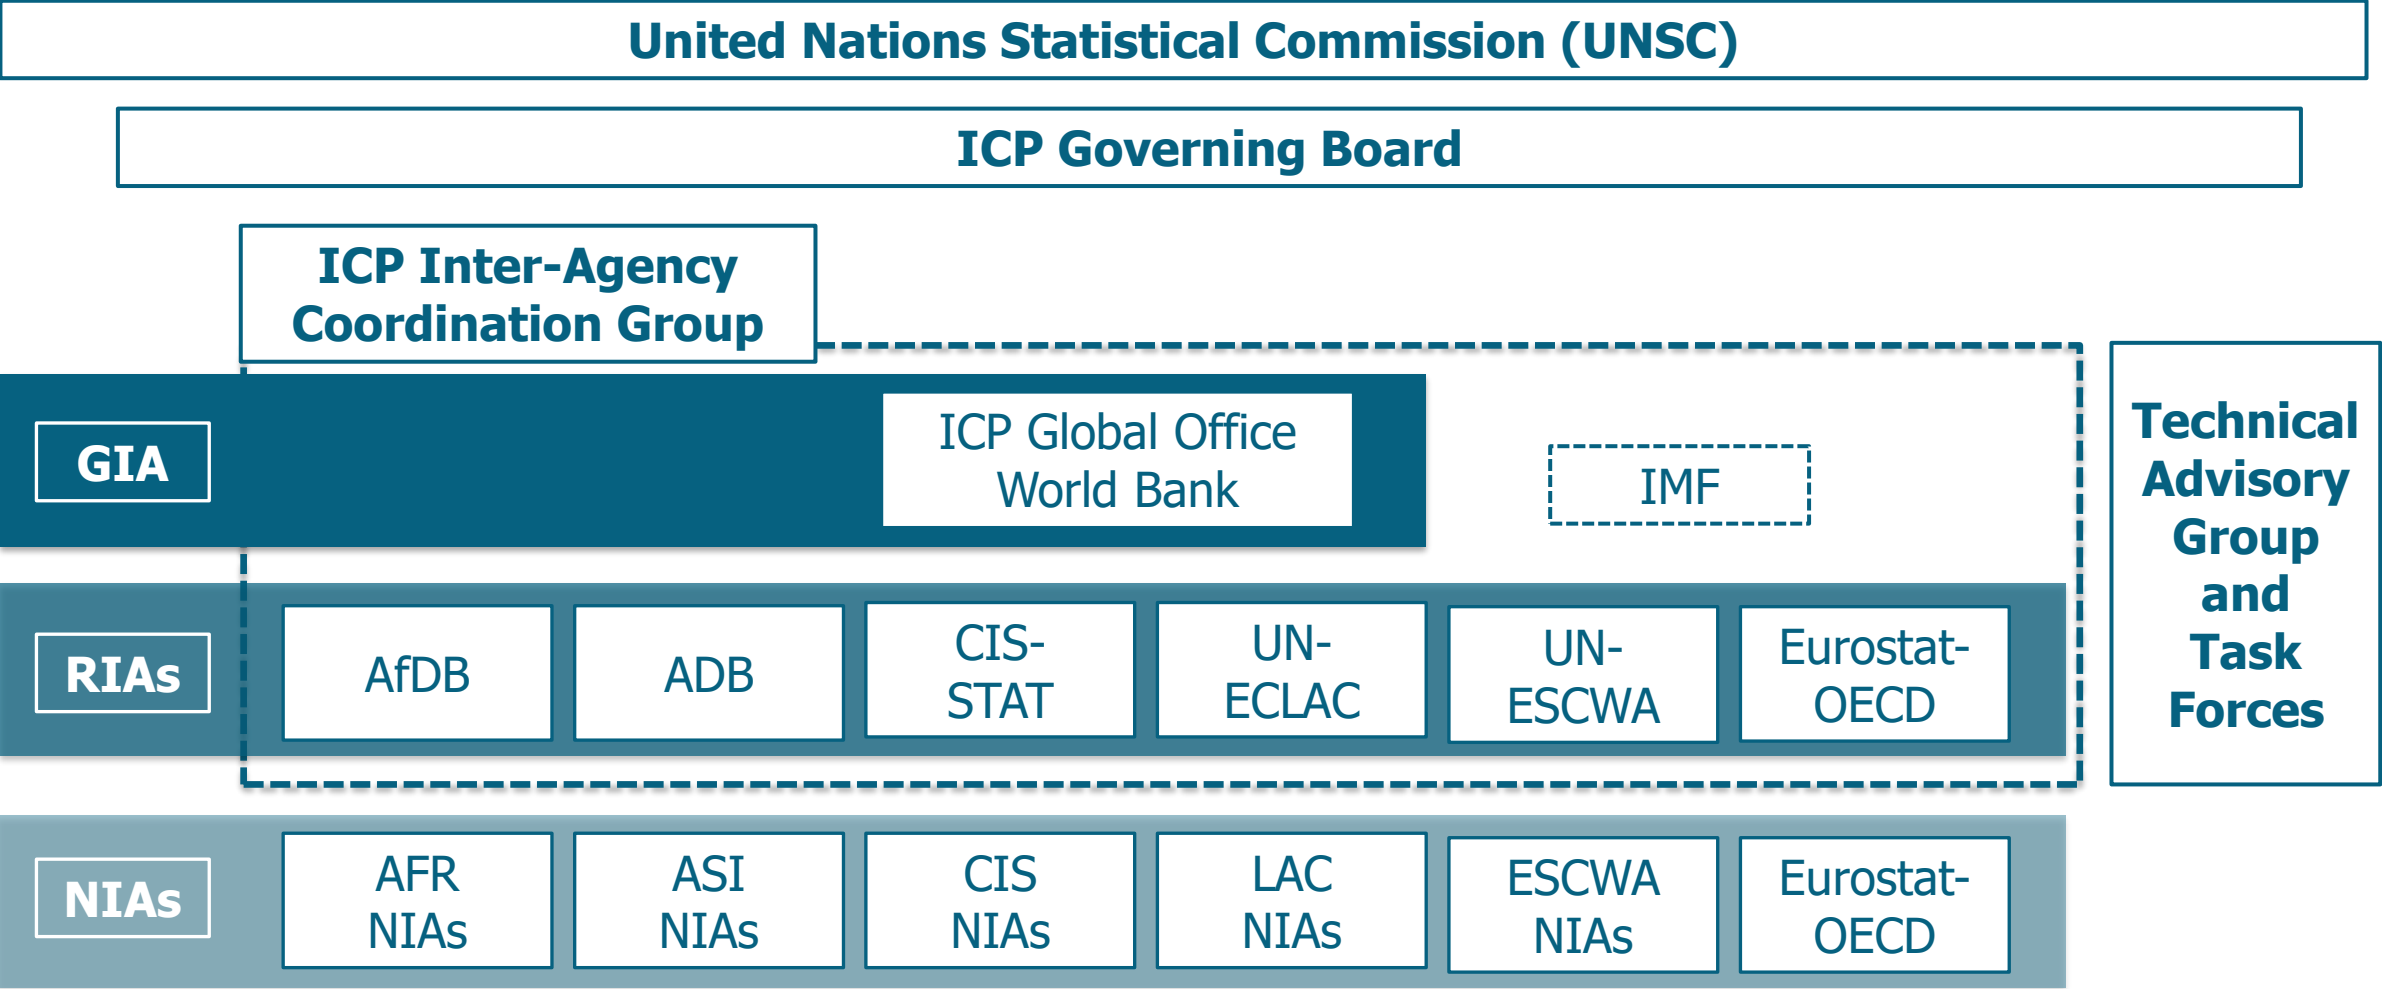 United Nations Statistical Commission (UNSC)
ICP Governing Board
ICP Inter-Agency
Coordination Group
GIA
ICP Global Office
World Bank
IMF
Technical
Advisory
Group
and
Task
Forces
RIAs
AfDB
ADB
CIS-
STAT
UN-
ECLAC
UN-
ESCWA
Eurostat-
OECD
NIAs
AFR
NIAs
ASI
NIAs
CIS
NIAs
LAC
NIAs
ESCWA
NIAs
Eurostat-
OECD